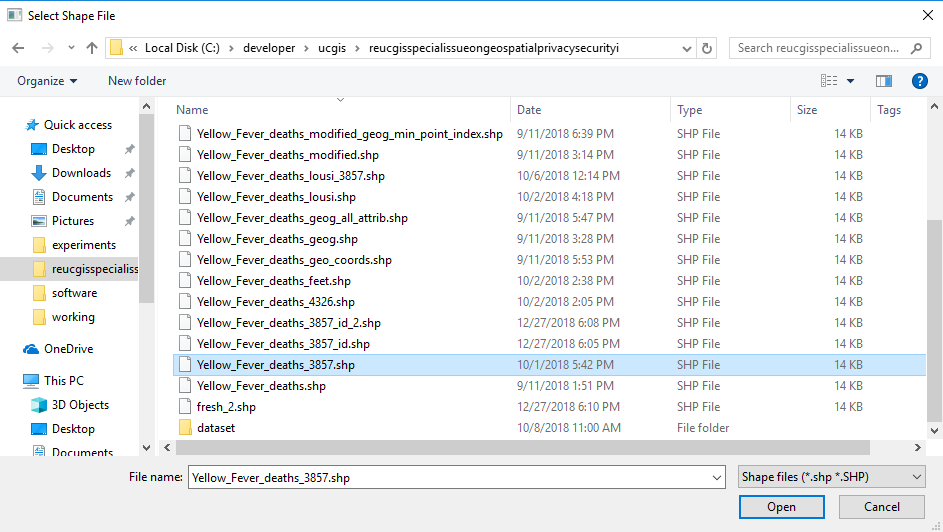 Select Shape File
« Local Disk (C:) › developer › ucgis › reucgisspecialissueongeospatialprivacysecurityi
Search reucgisspecialissueon...
Organize
New folder
?
Name Date Type Size Tags
Quick access
Desktop
Downloads
Documents
Pictures
experiments
reucgisspecialiss
software
working
OneDrive
This PC
3D Objects
Desktop
Documents
Yellow_Fever_deaths_modified_geog_min_point_index.shp 9/11/2018 6:39 PM SHP File 14 KB
Yellow_Fever_deaths_modified.shp 9/11/2018 3:14 PM SHP File 14 KB
Yellow_Fever_deaths_lousi_3857.shp 10/6/2018 12:14 PM SHP File 14 KB
Yellow_Fever_deaths_lousi.shp 10/2/2018 4:18 PM SHP File 14 KB
Yellow_Fever_deaths_geog_all_attrib.shp 9/11/2018 5:47 PM SHP File 14 KB
Yellow_Fever_deaths_geog.shp 9/11/2018 3:28 PM SHP File 14 KB
Yellow_Fever_deaths_geo_coords.shp 9/11/2018 5:53 PM SHP File 14 KB
Yellow_Fever_deaths_feet.shp 10/2/2018 2:38 PM SHP File 14 KB
Yellow_Fever_deaths_4326.shp 10/2/2018 2:05 PM SHP File 14 KB
Yellow_Fever_deaths_3857_id_2.shp 12/27/2018 6:08 PM SHP File 14 KB
Yellow_Fever_deaths_3857_id.shp 12/27/2018 6:05 PM SHP File 14 KB
Yellow_Fever_deaths_3857.shp 10/1/2018 5:42 PM SHP File 14 KB
Yellow_Fever_deaths.shp 9/11/2018 1:51 PM SHP File 14 KB
fresh_2.shp 12/27/2018 6:10 PM SHP File 14 KB
dataset 10/8/2018 11:00 AM File folder
File name: Yellow_Fever_deaths_3857.shp
Shape files (*.shp *.SHP)
Open
Cancel